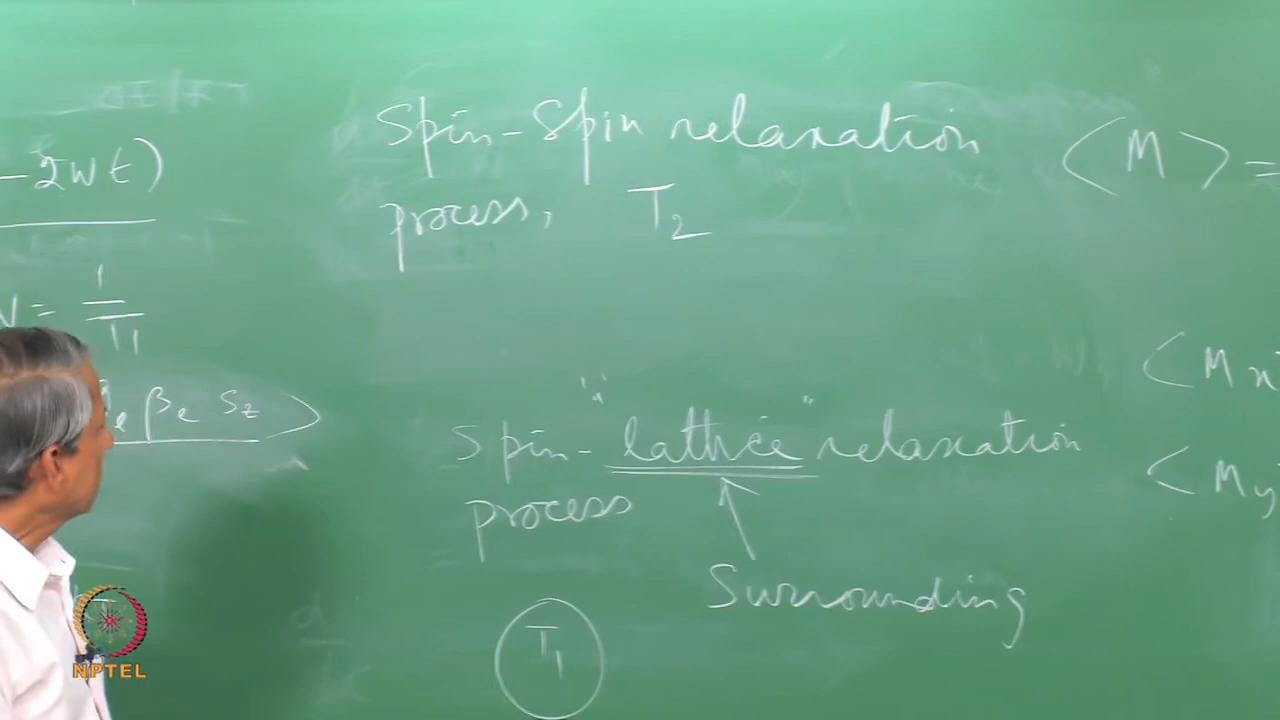 - 2wt)
= 1/T1
βe Sz >
Spin-Spin relaxation
process, T2
Spin-"lattice" relaxation
process
Surrounding
T1
< M > =
< Mx
< My
NPTEL